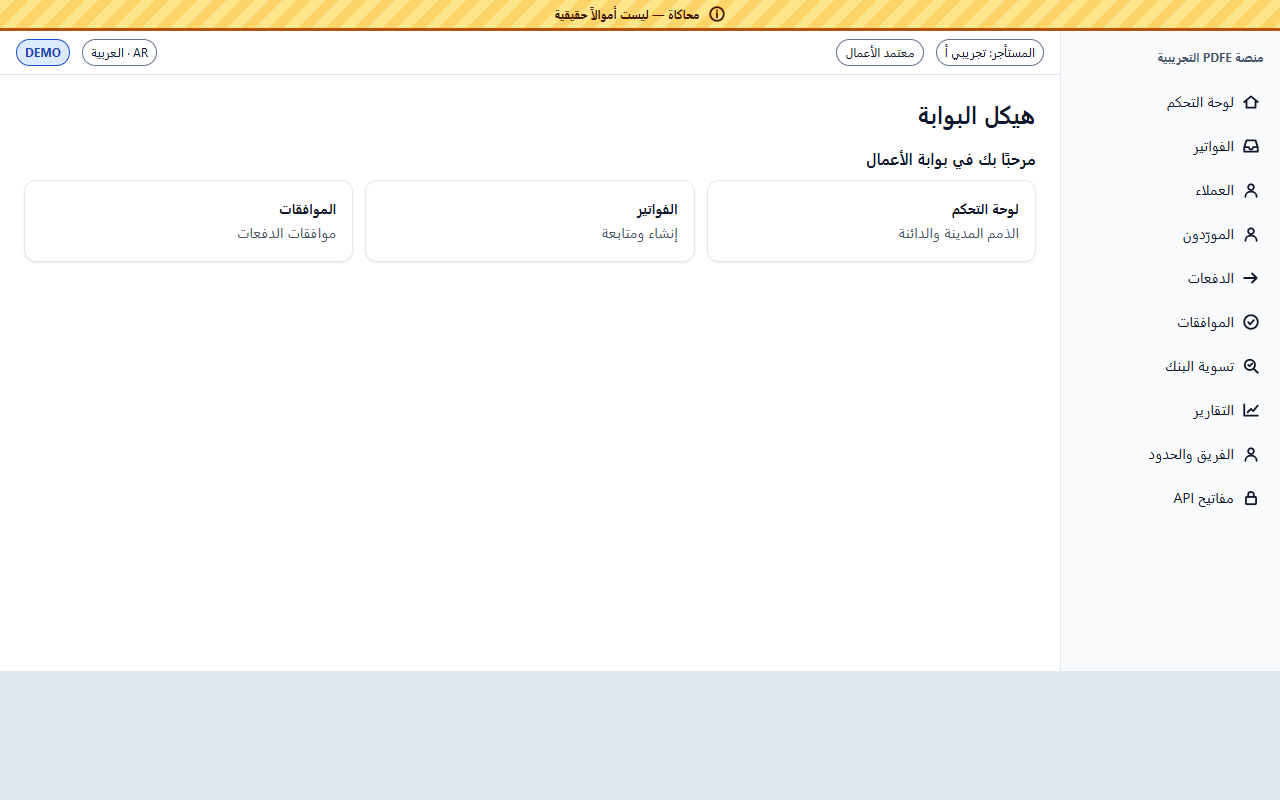 محاكاة — ليست أموالاً حقيقية
منصة PDFE التجريبية
لوحة التحكم
الفواتير
العملاء
المورّدون
الدفعات
الموافقات
تسوية البنك
التقارير
الفريق والحدود
مفاتيح API
المستأجر: تجريبي أ
معتمد الأعمال
AR · العربية
DEMO
هيكل البوابة
مرحبًا بك في بوابة الأعمال
لوحة التحكم
الذمم المدينة والدائنة
الفواتير
إنشاء ومتابعة
الموافقات
موافقات الدفعات